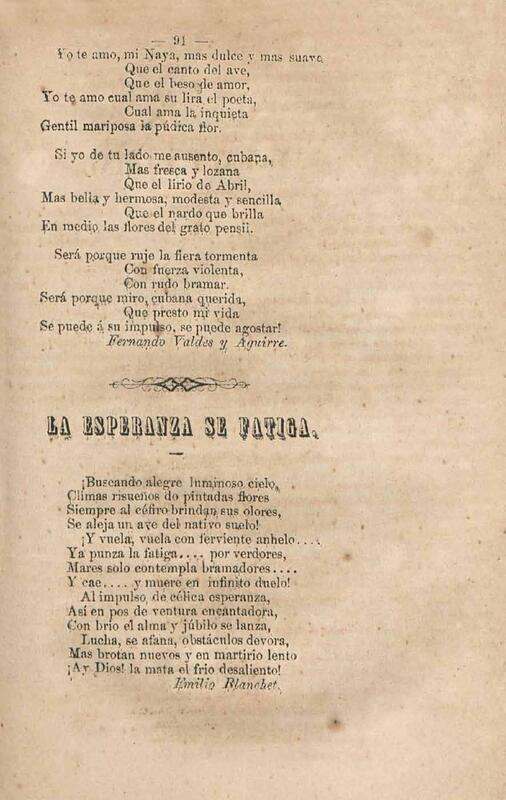 — 91 —
Yo te amo, mi Naya, mas dulce y mas suave
Que el canto del ave,
Que el beso de amor,
Yo te amo cual ama su lira el poeta,
Cual ama la inquieta
Gentil mariposa la púdica flor.
Si yo de tu lado me ausento, cubana,
Mas fresca y lozana
Que el lirio de Abril,
Mas bella y hermosa, modesta y sencilla
Que el nardo que brilla
En medio las flores del grato pensil.
Será porque ruje la fiera tormenta
Con fuerza violenta,
Con rudo bramar.
Será porque miro, cubana querida,
Que presto mi vida
Se puede á su impulso, se puede agostar!
Fernando Valdes y Aguirre.
LA ESPERANZA SE FATIGA.
¡Buscando alegre luminoso cielo,
Climas risueños do pintadas flores
Siempre al céfiro brindan sus olores,
Se aleja un ave del nativo suelo!
¡Y vuela, vuela con ferviente anhelo....
Ya punza la fatiga.... por verdores,
Mares solo contempla bramadores....
Y cae.... y muere en infinito duelo!
Al impulso de célica esperanza,
Así en pos de ventura encantadora,
Con brio el alma y júbilo se lanza,
Lucha, se afana, obstáculos devora,
Mas brotan nuevos y en martirio lento
¡Ay Dios! la mata el frio desaliento!
Emilio Blanchet.